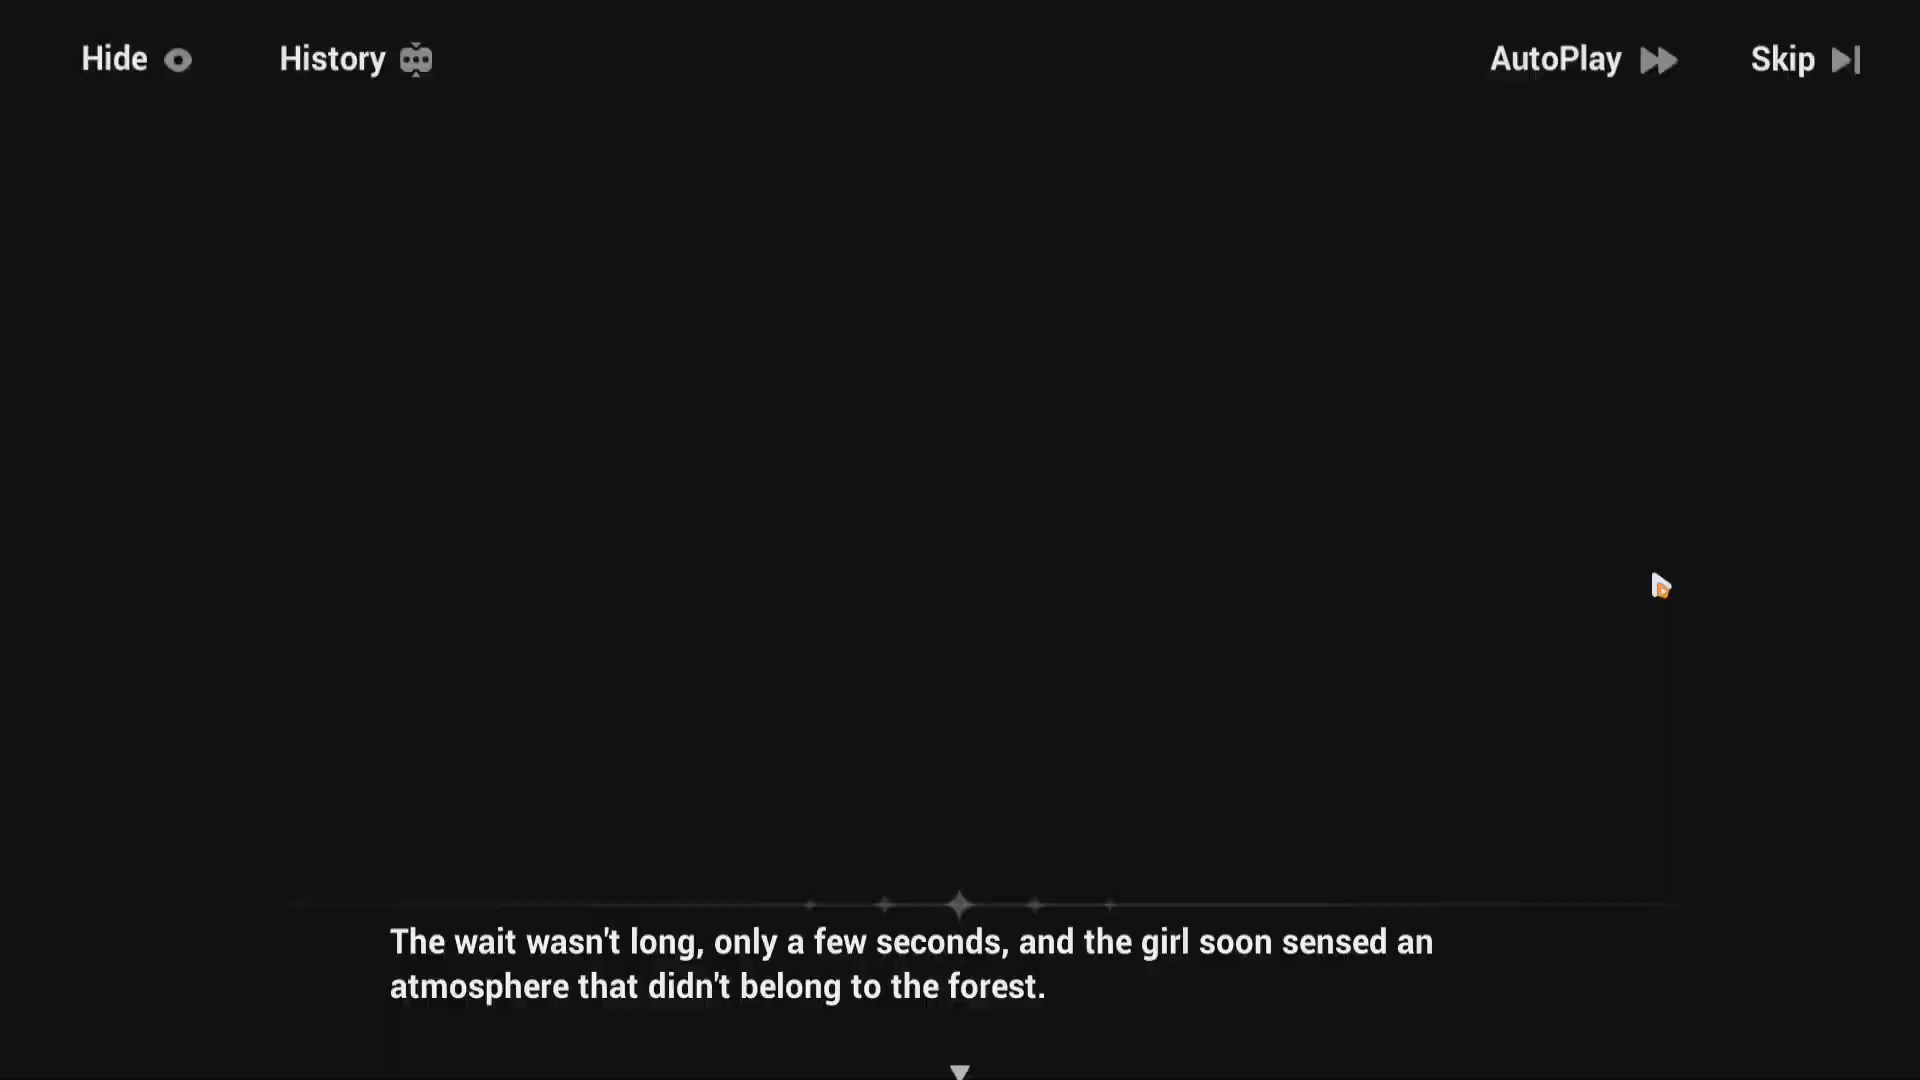 Hide
History
AutoPlay
Skip
The wait wasn't long, only a few seconds, and the girl soon sensed an
atmosphere that didn't belong to the forest.